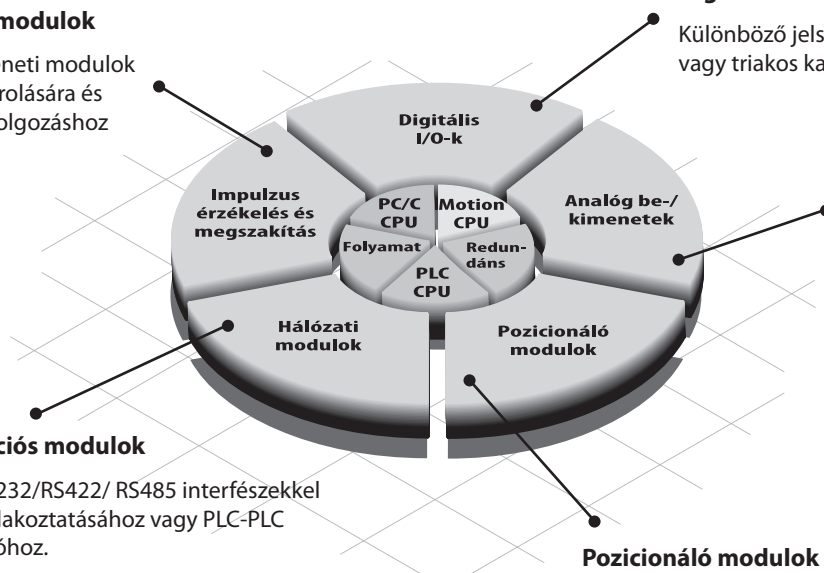 modulok
neti modulok
rolására és
olgozáshoz
Különböző jels
vagy triakos ka
Digitális
I/O-k
Impulzus
érzékelés és
megszakítás
PC/C
CPU
Motion
CPU
Analóg be-/
kimenetek
Folyamat
Redun-
dáns
PLC
CPU
Hálózati
modulok
Pozicionáló
modulok
ciós modulok
232/RS422/ RS485 interfészekkel
lakoztatásához vagy PLC-PLC
óhoz.
Pozicionáló modulok